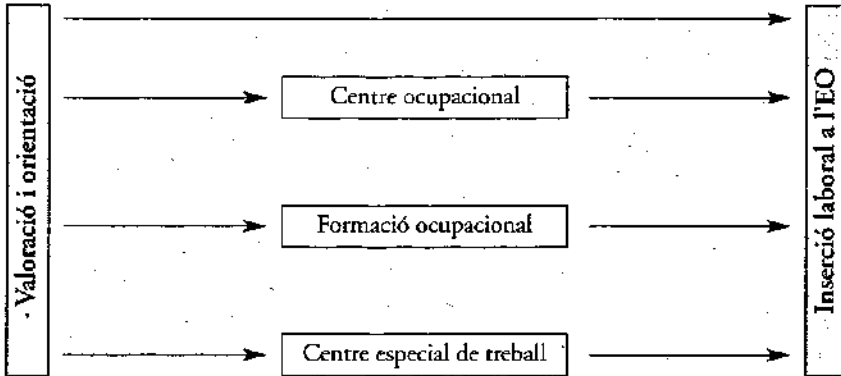 Valoració i orientació
Centre ocupacional
Formació ocupacional
Centre especial de treball
Inserció laboral a l'EO